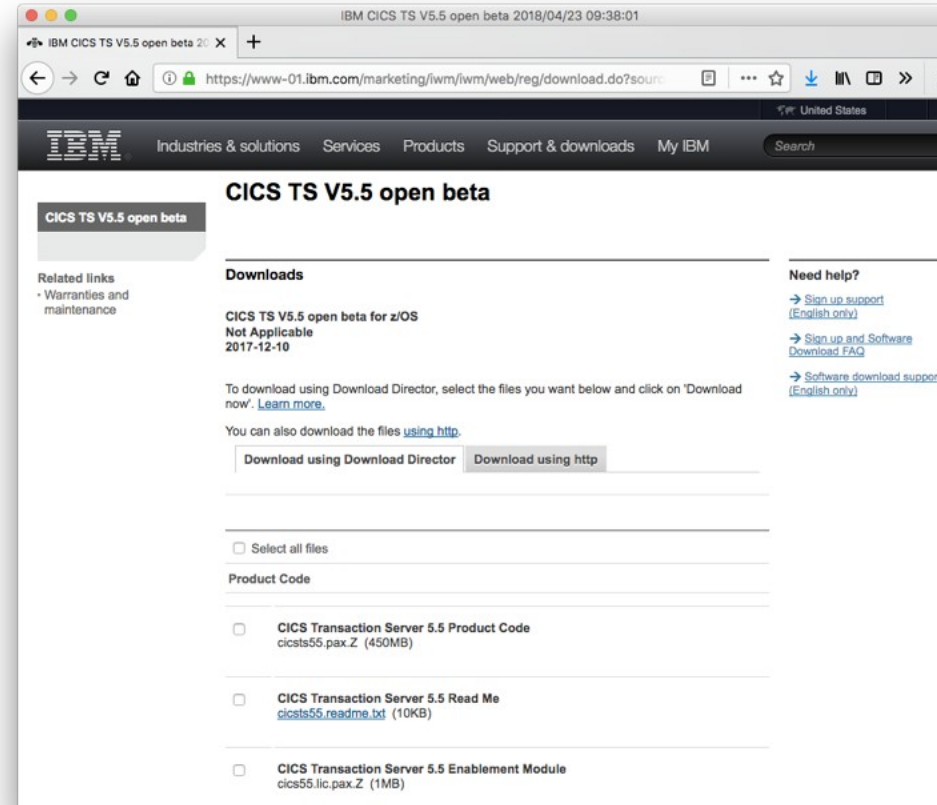 IBM CICS TS V5.5 open beta 2018/04/23 09:38:01
IBM CICS TS V5.5 open beta 20
https://www-01.ibm.com/marketing/iwm/iwm/web/reg/download.do?sourc
United States
IBM
Industries & solutions Services Products Support & downloads My IBM
Search
CICS TS V5.5 open beta
CICS TS V5.5 open beta
Related links
· Warranties and
maintenance
Downloads
CICS TS V5.5 open beta for z/OS
Not Applicable
2017-12-10
To download using Download Director, select the files you want below and click on 'Download
now'. Learn more.
You can also download the files using http.
Download using Download Director Download using http
Select all files
Product Code
CICS Transaction Server 5.5 Product Code
cicsts55.pax.Z (450MB)
CICS Transaction Server 5.5 Read Me
cicsts55.readme.txt (10KB)
CICS Transaction Server 5.5 Enablement Module
cics55.lic.pax.Z (1MB)
Need help?
→ Sign up support
(English only)
→ Sign up and Software
Download FAQ
→ Software download suppor
(English only)